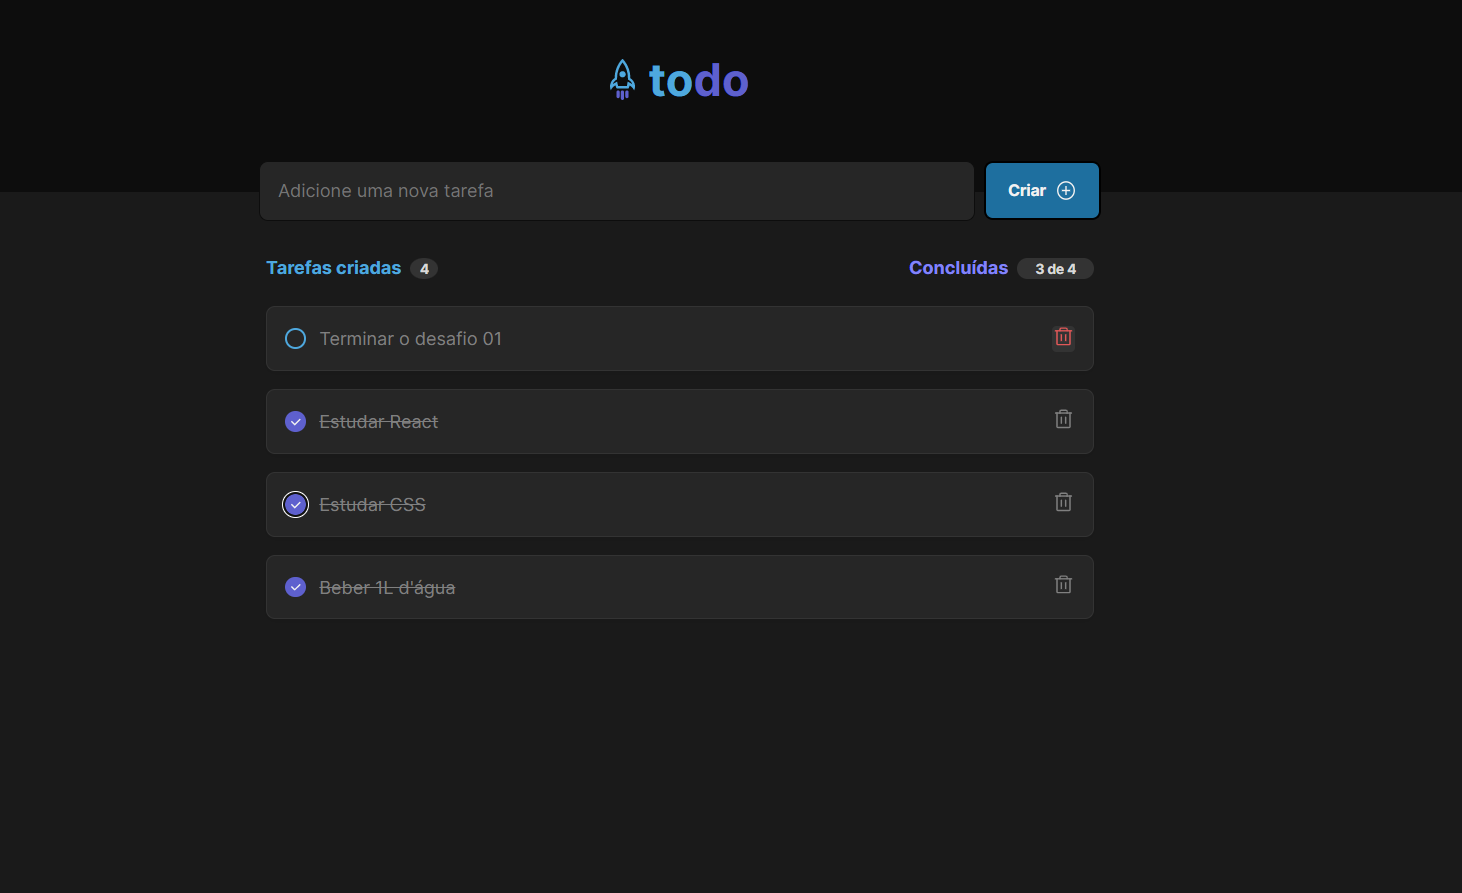 todo
Adicione uma nova tarefa
Criar
Tarefas criadas 4
Concluídas 3 de 4
Terminar o desafio 01
Estudar React
Estudar CSS
Beber 1L d'água